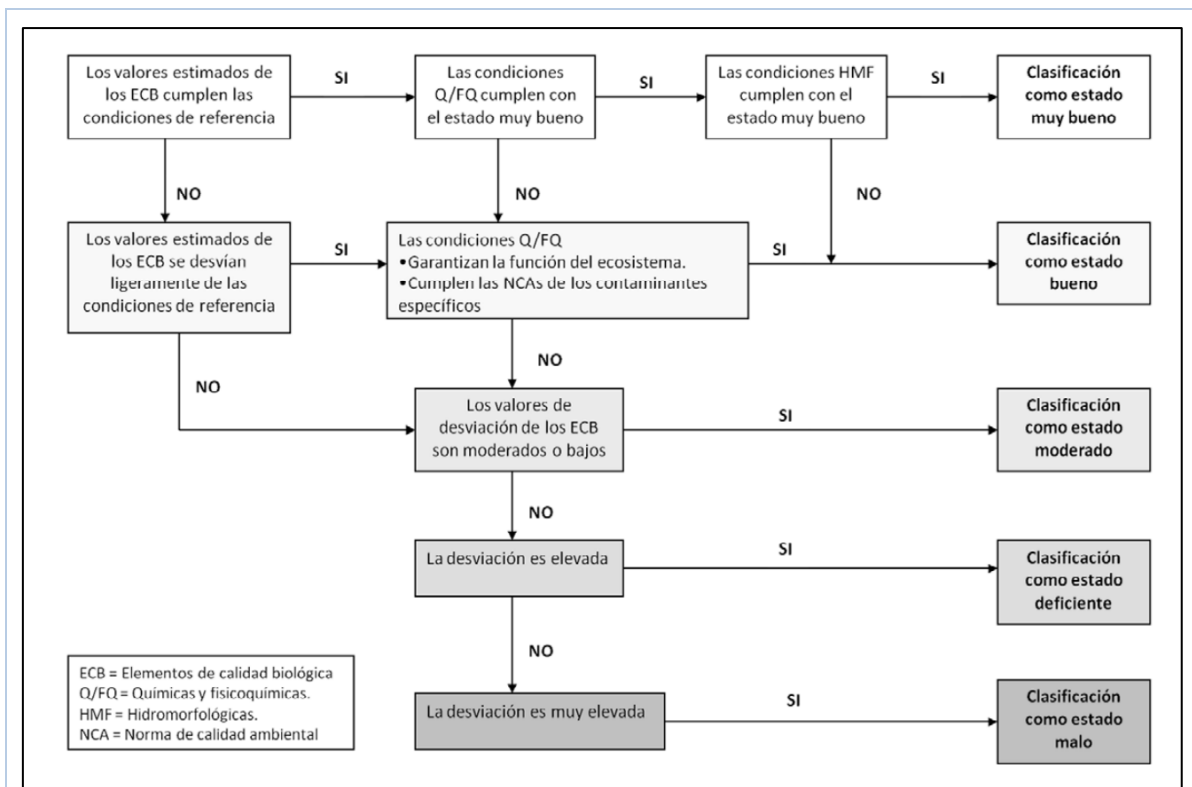 Los valores estimados de
los ECB cumplen las
condiciones de referencia
SI
Las condiciones
Q/FQ cumplen con
el estado muy bueno
SI
Las condiciones HMF
cumplen con el
estado muy bueno
SI
Clasificación
como estado
muy bueno
NO
NO
NO
Los valores estimados de
los ECB se desvían
ligeramente de las
condiciones de referencia
SI
Las condiciones Q/FQ
•Garantizan la función del ecosistema.
•Cumplen las NCAs de los contaminantes
específicos
SI
Clasificación
como estado
bueno
NO
NO
Los valores de
desviación de los ECB
son moderados o bajos
SI
Clasificación
como estado
moderado
NO
La desviación es elevada
SI
Clasificación
como estado
deficiente
NO
La desviación es muy elevada
SI
Clasificación
como estado
malo
ECB = Elementos de calidad biológica
Q/FQ = Químicas y fisicoquímicas.
HMF = Hidromorfológicas.
NCA = Norma de calidad ambiental